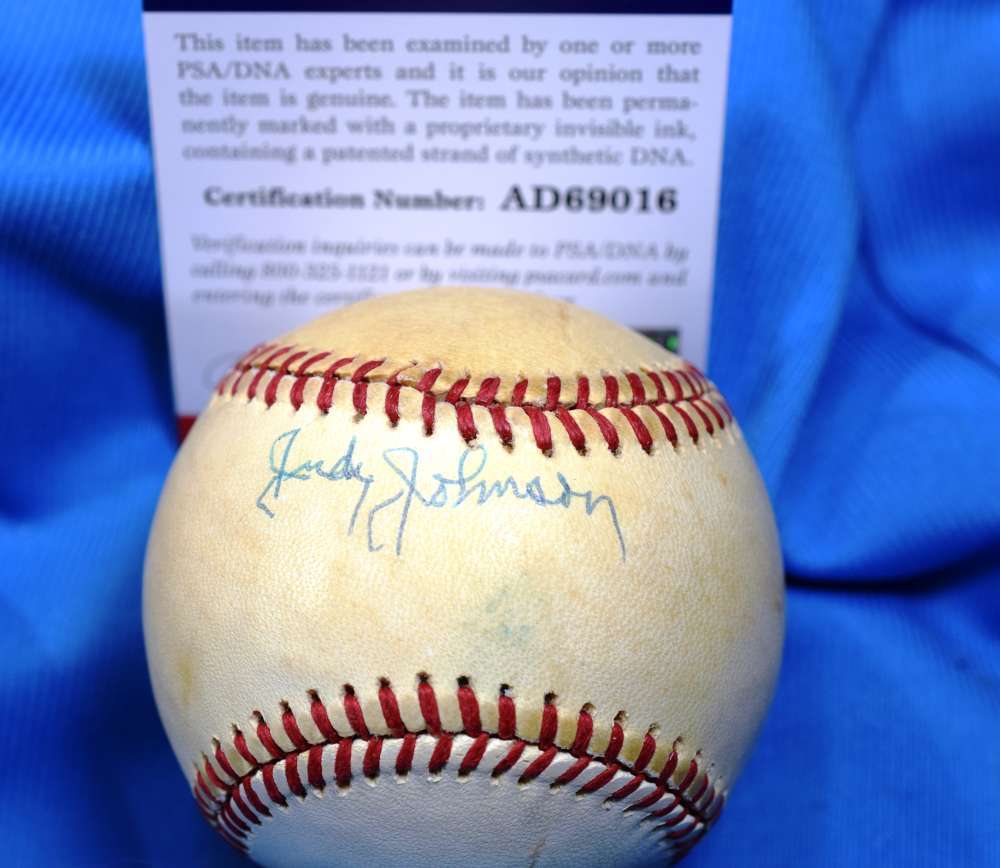 This item has been examined by one or more
PSA/DNA experts and it is our opinion that
the item is genuine. The item has been perma-
nently marked with a proprietary invisible ink,
containing a patented strand of synthetic DNA.
Certification Number: AD69016
Verification inquiries can be made to PSA/DNA by
calling 800-325-1121 or by visiting psacard.com and
entering the
Judy Johnson